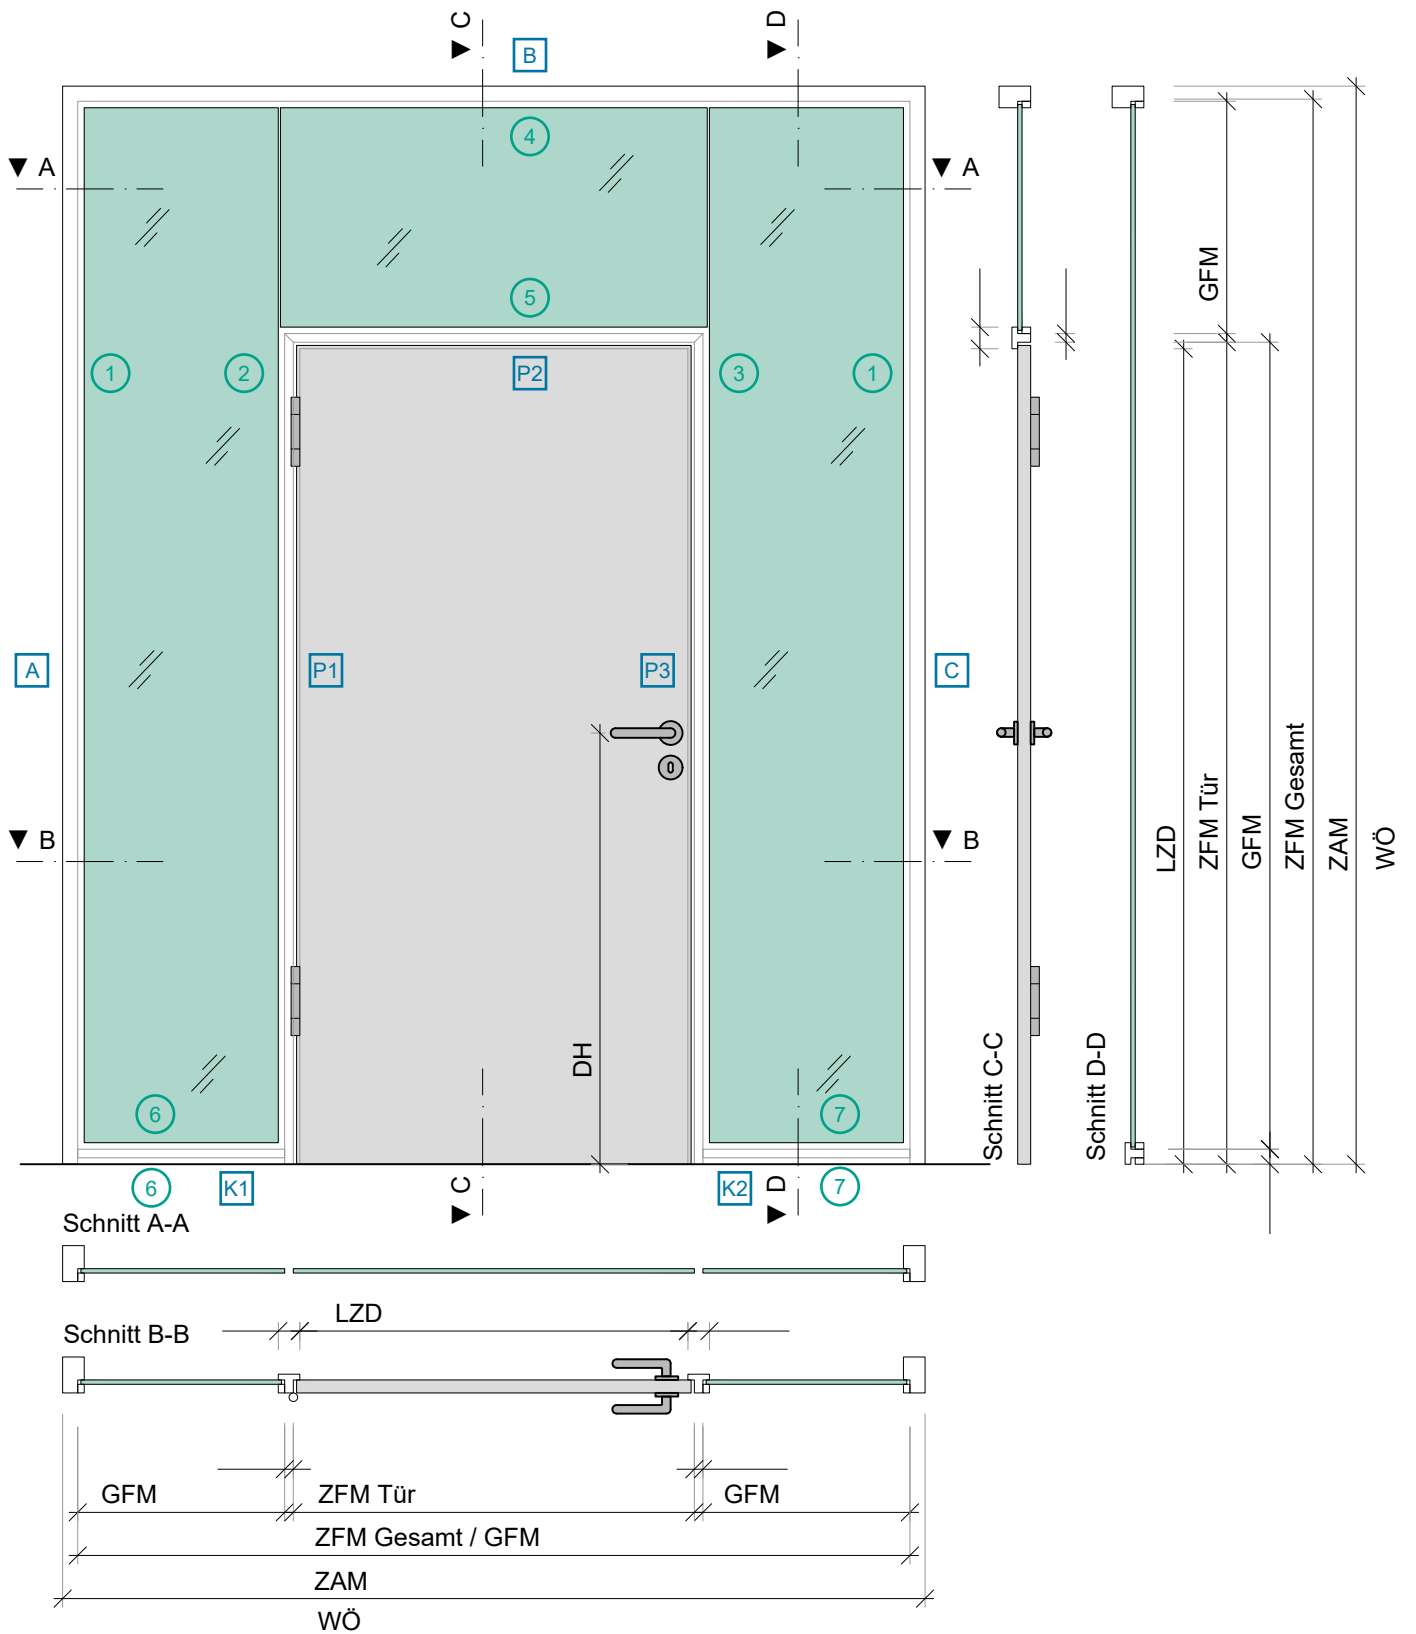 C
D
B
4
A
A
5
GFM
1
2
P2
3
1
A
P1
P3
C
B
B
LZD
ZFM Tür
GFM
ZFM Gesamt
ZAM
WÖ
DH
Schnitt C-C
Schnitt D-D
6
7
6
K1
C
K2
D
7
Schnitt A-A
LZD
Schnitt B-B
GFM
ZFM Tür
GFM
ZFM Gesamt / GFM
ZAM
WÖ